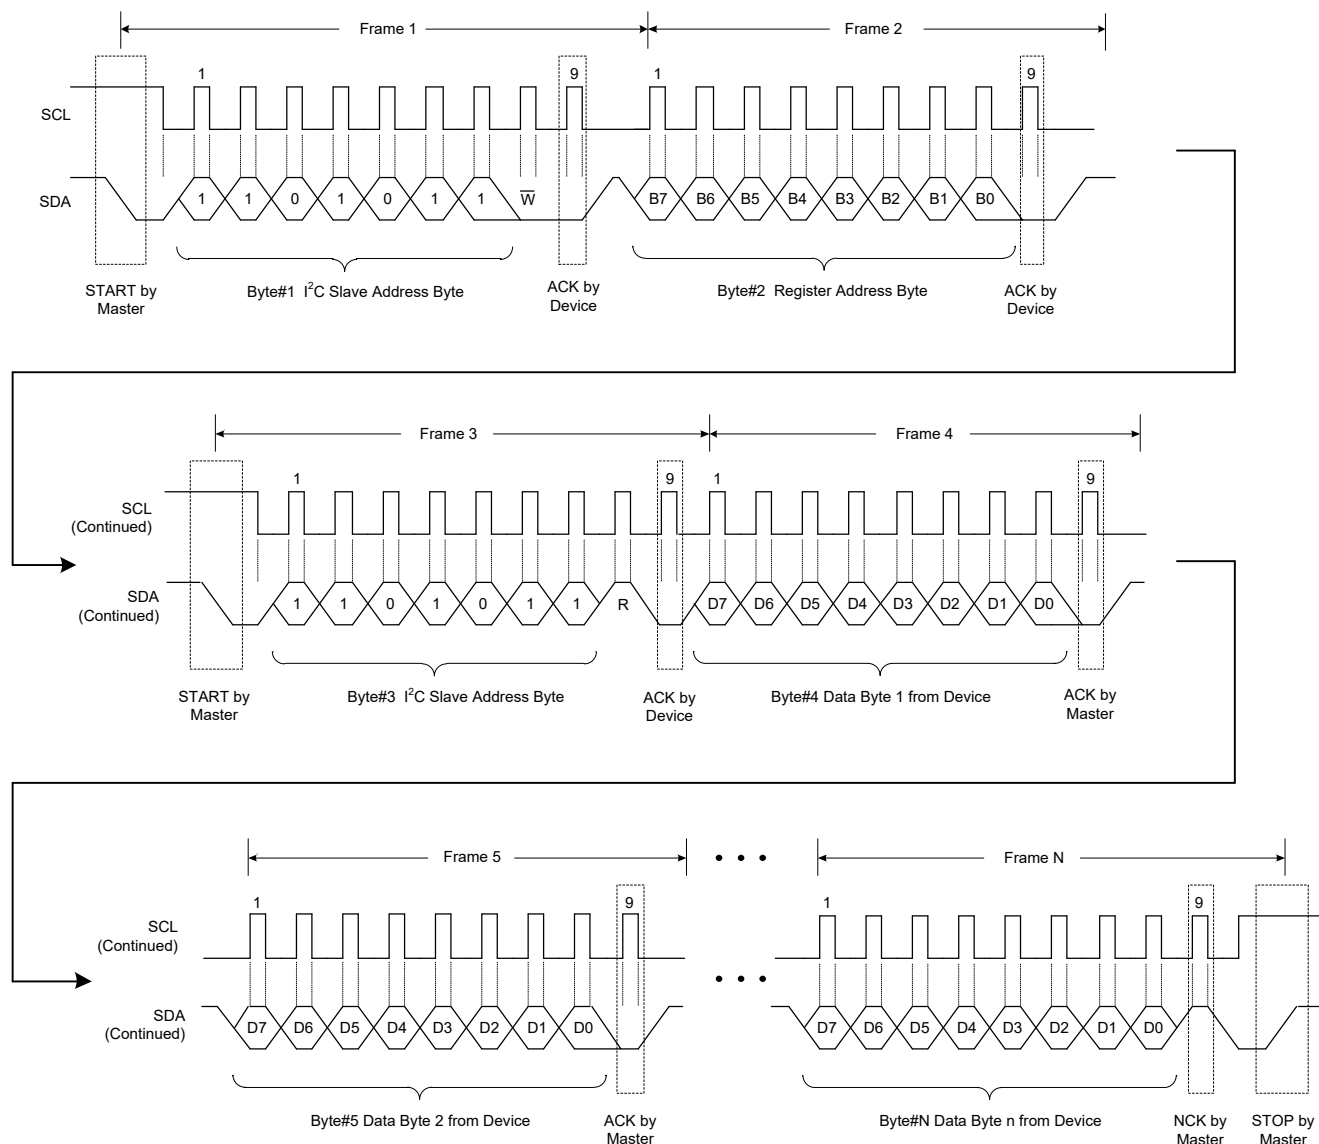 Frame 1 Frame 2
1 9 1 9
SCL
SDA 1 1 0 1 0 1 1 W̅ B7 B6 B5 B4 B3 B2 B1 B0
START by
Master
Byte#1 I²C Slave Address Byte
ACK by
Device
Byte#2 Register Address Byte
ACK by
Device
Frame 3 Frame 4
1 9 1 9
SCL
(Continued)
SDA
(Continued)
1 1 0 1 0 1 1 R D7 D6 D5 D4 D3 D2 D1 D0
START by
Master
Byte#3 I²C Slave Address Byte
ACK by
Device
Byte#4 Data Byte 1 from Device
ACK by
Master
Frame 5 • • • Frame N
1 9 1 9
SCL
(Continued)
• • •
SDA
(Continued)
D7 D6 D5 D4 D3 D2 D1 D0 D7 D6 D5 D4 D3 D2 D1 D0
Byte#5 Data Byte 2 from Device
ACK by
Master
Byte#N Data Byte n from Device
NCK by
Master
STOP by
Master